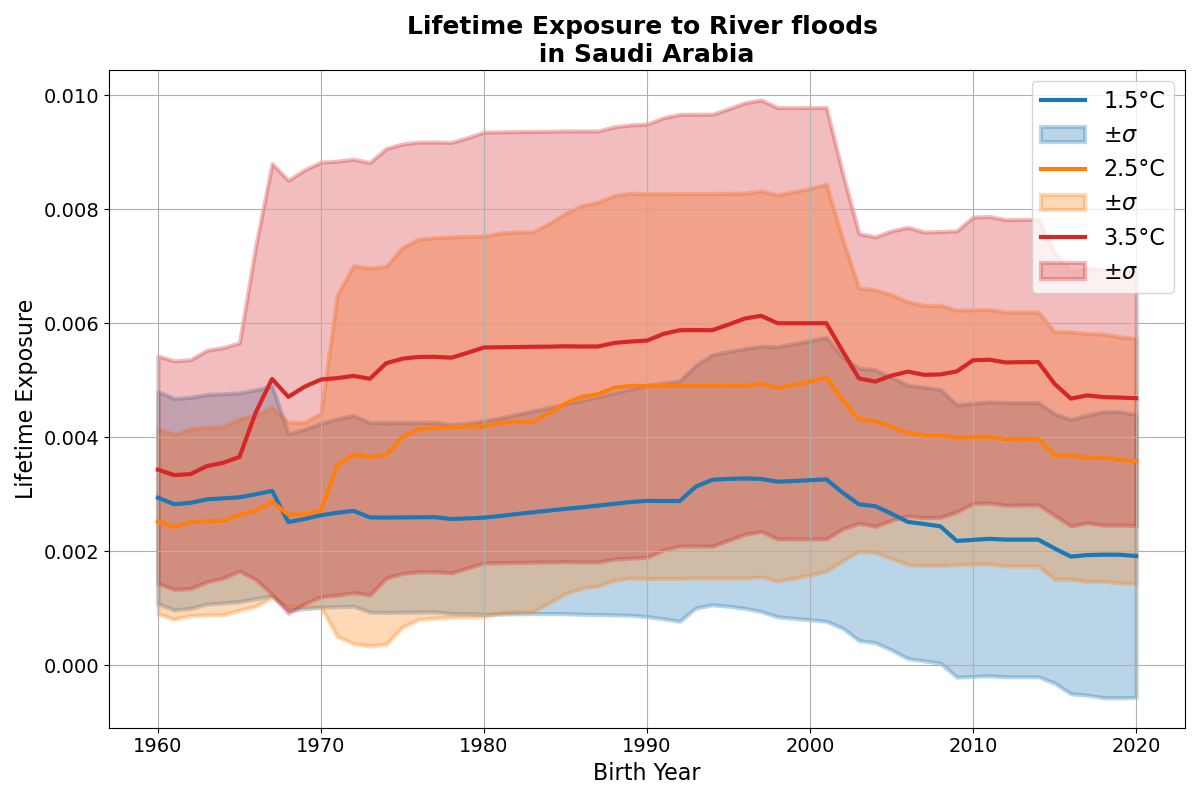 Lifetime Exposure to River floods
in Saudi Arabia
Lifetime Exposure
0.010
0.008
0.006
0.004
0.002
0.000
1960 1970 1980 1990 2000 2010 2020
Birth Year
1.5°C
±σ
2.5°C
±σ
3.5°C
±σ